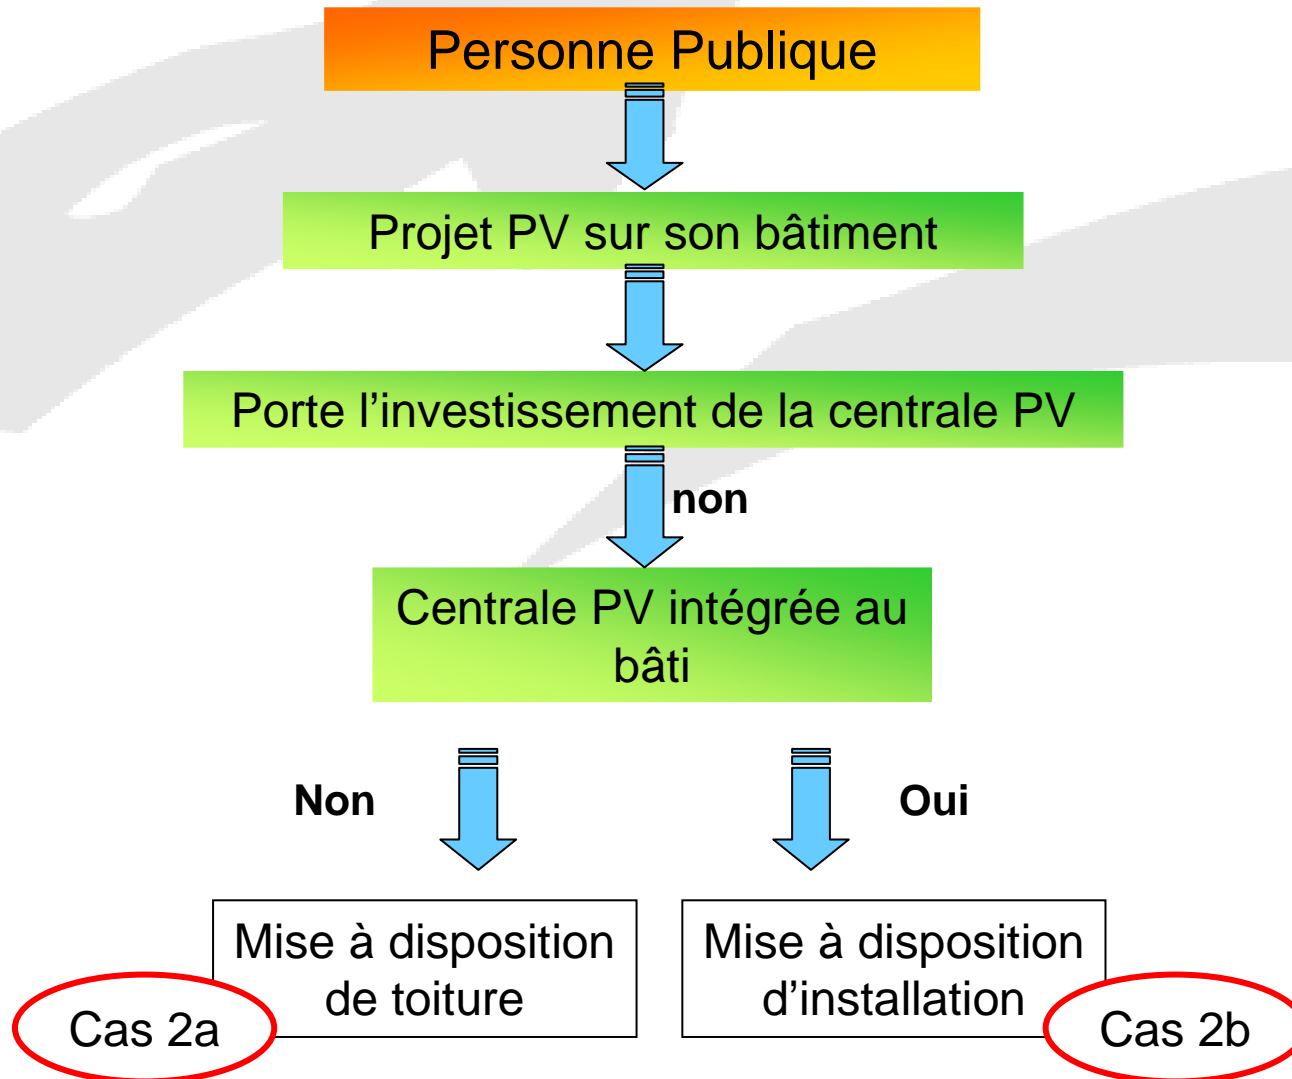 Personne Publique
Projet PV sur son bâtiment
Porte l’investissement de la centrale PV
non
Centrale PV intégrée au
bâti
Non
Oui
Mise à disposition
de toiture
Cas 2a
Mise à disposition
d’installation
Cas 2b